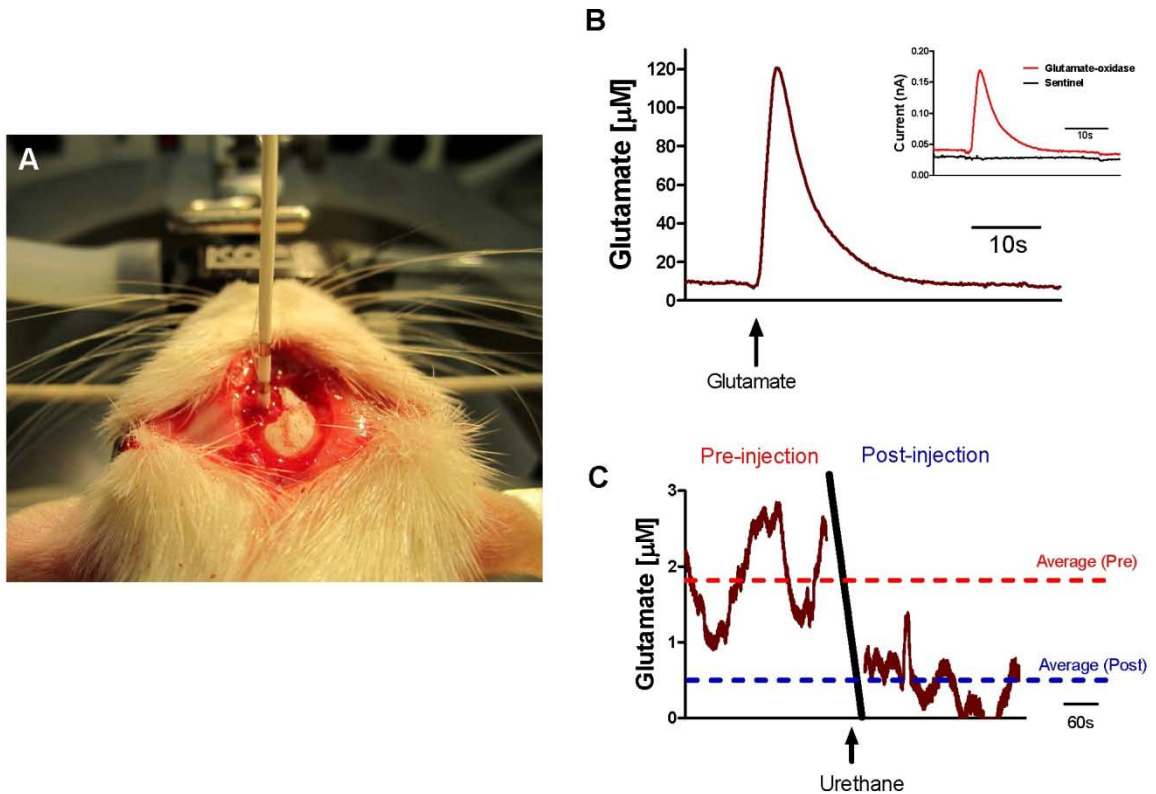 A
KOPF
B
Glutamate [µM]
120
100
80
60
40
20
0
10s
Glutamate
Current (nA)
0.20
0.15
0.10
0.05
0.00
Glutamate-oxidase
Sentinel
10s
C
Pre-injection
Post-injection
Glutamate [µM]
3
2
1
0
Average (Pre)
Average (Post)
60s
Urethane